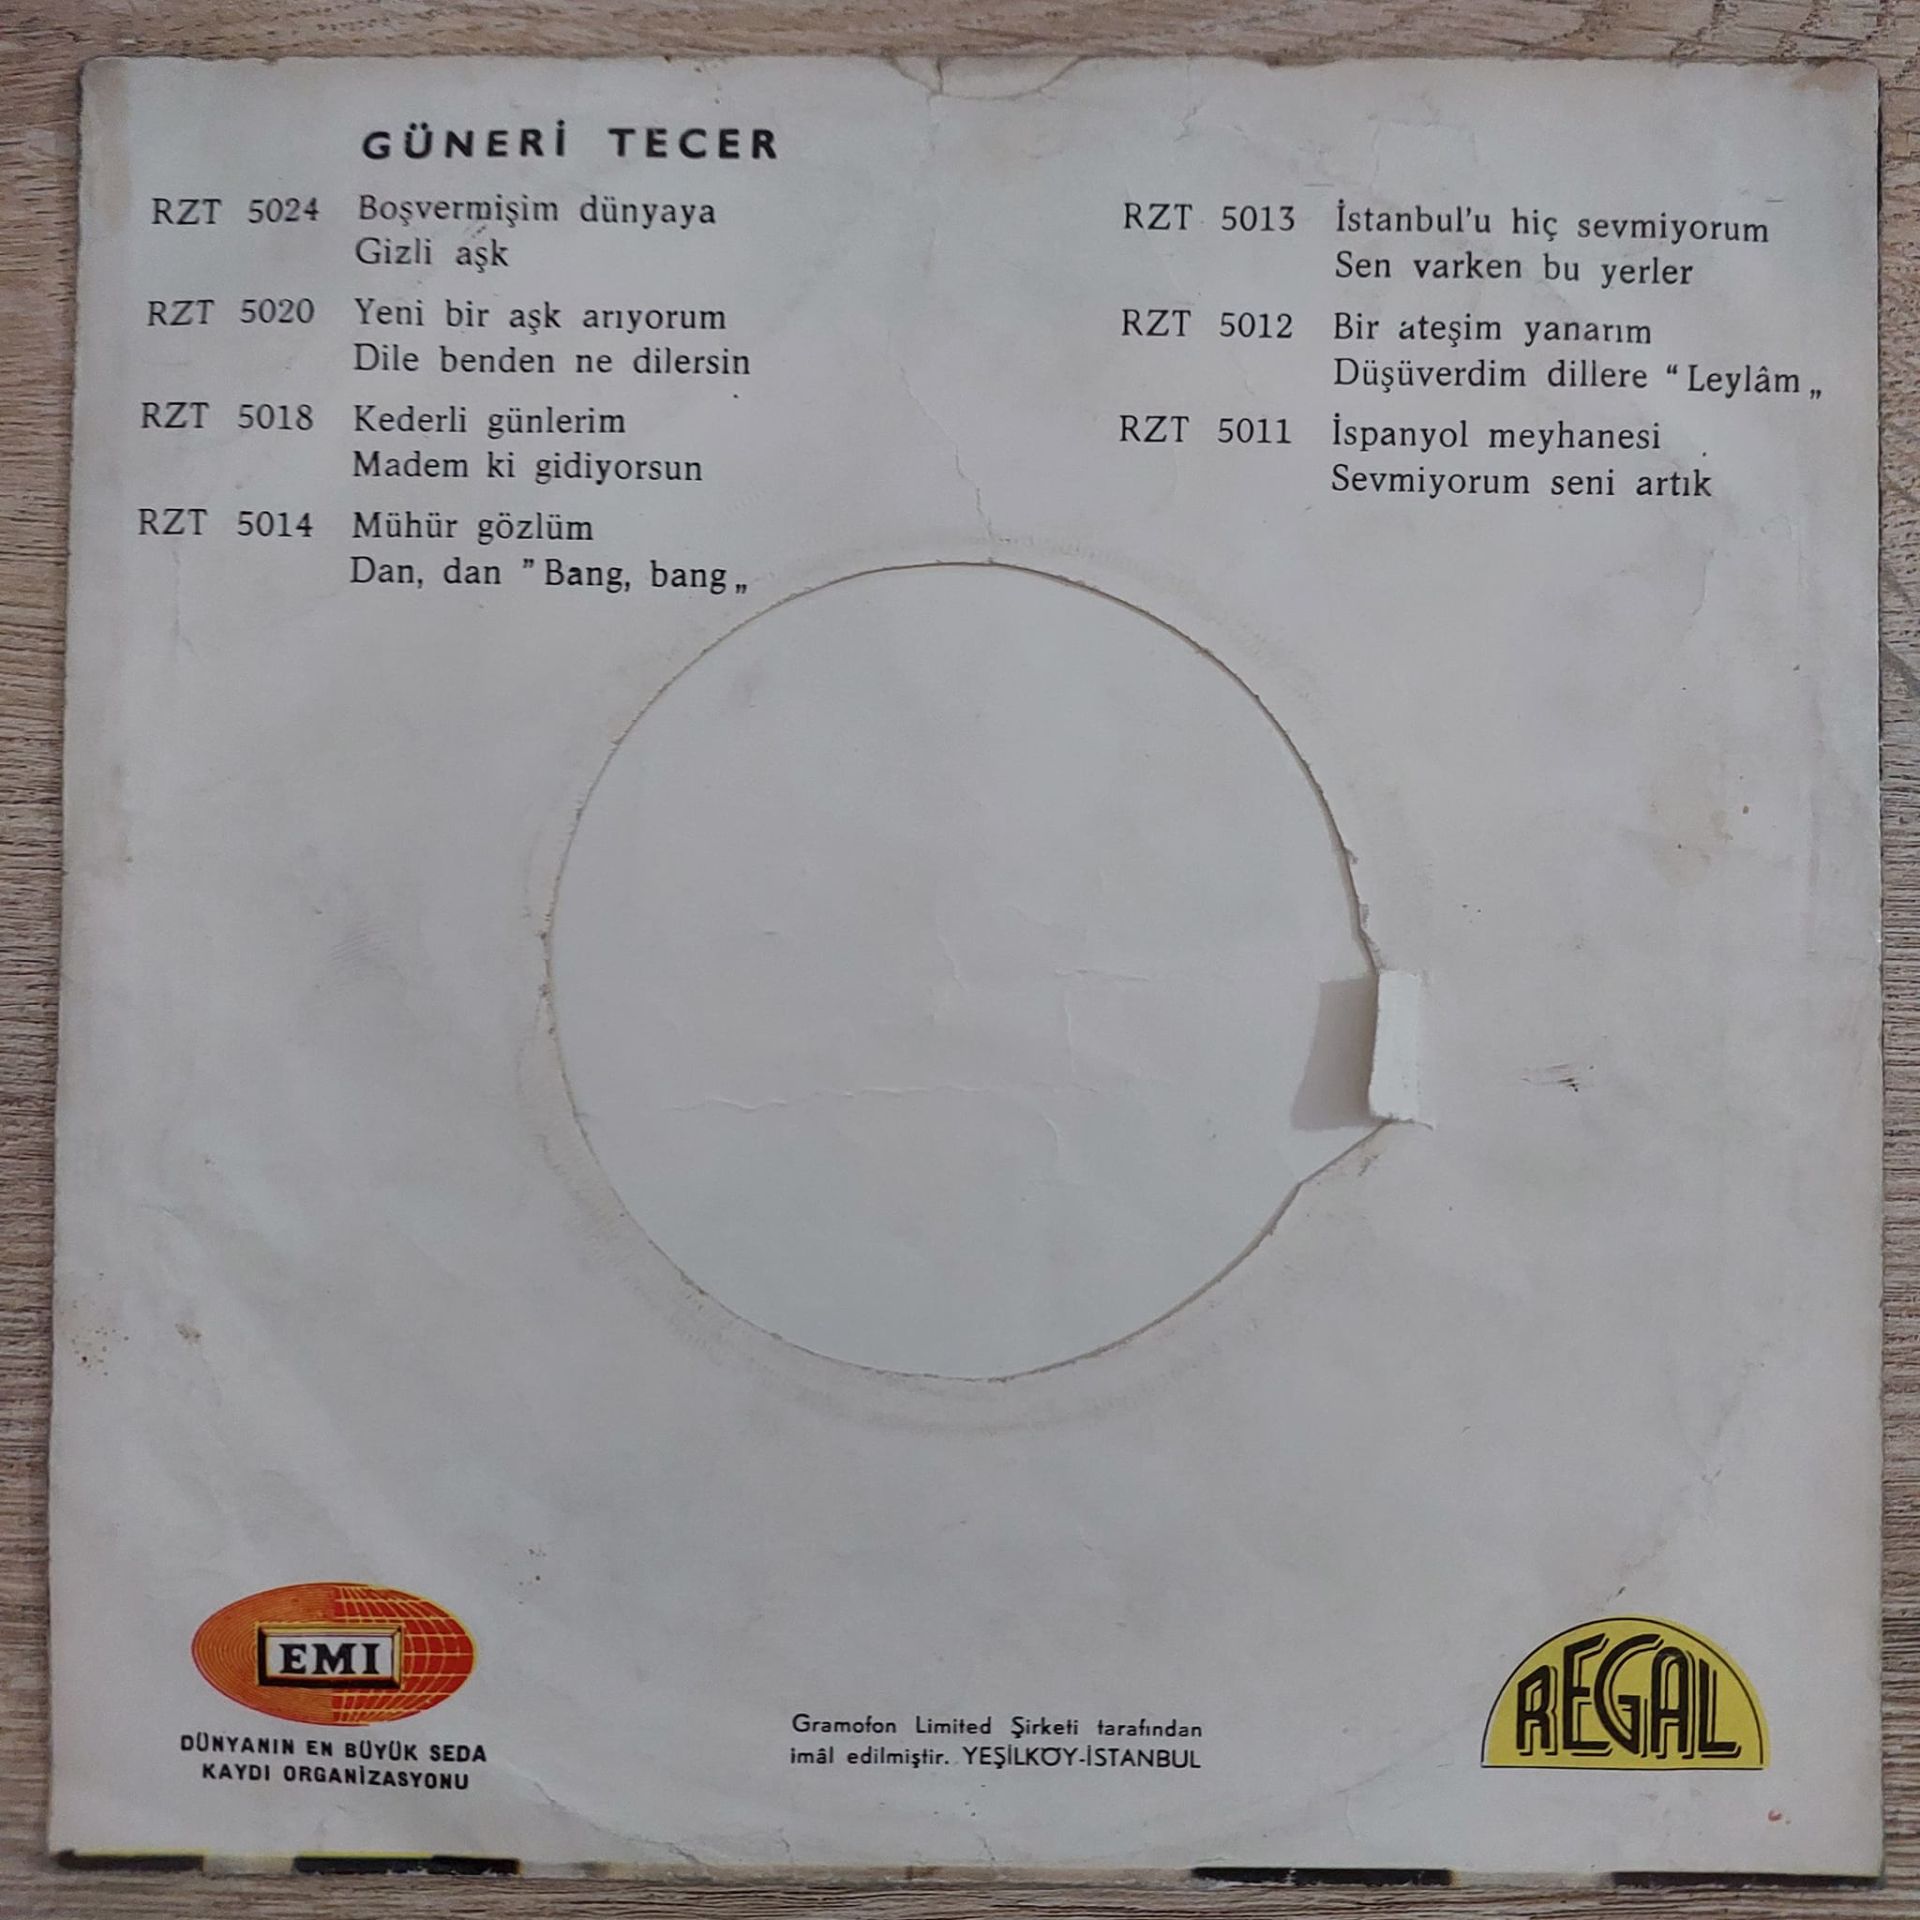 GÜNERİ TECER
RZT 5024 Boşvermişim dünyaya
Gizli aşk
RZT 5020 Yeni bir aşk arıyorum
Dile benden ne dilersin
RZT 5018 Kederli günlerim
Madem ki gidiyorsun
RZT 5014 Mühür gözlüm
Dan, dan ”Bang, bang„
RZT 5013 İstanbul'u hiç sevmiyorum
Sen varken bu yerler
RZT 5012 Bir ateşim yanarım
Düşüverdim dillere “Leylâm„
RZT 5011 İspanyol meyhanesi
Sevmiyorum seni artık
EMI
DÜNYANIN EN BÜYÜK SEDA
KAYDI ORGANİZASYONU
Gramofon Limited Şirketi tarafından
imâl edilmiştir. YEŞİLKÖY-İSTANBUL
REGAL